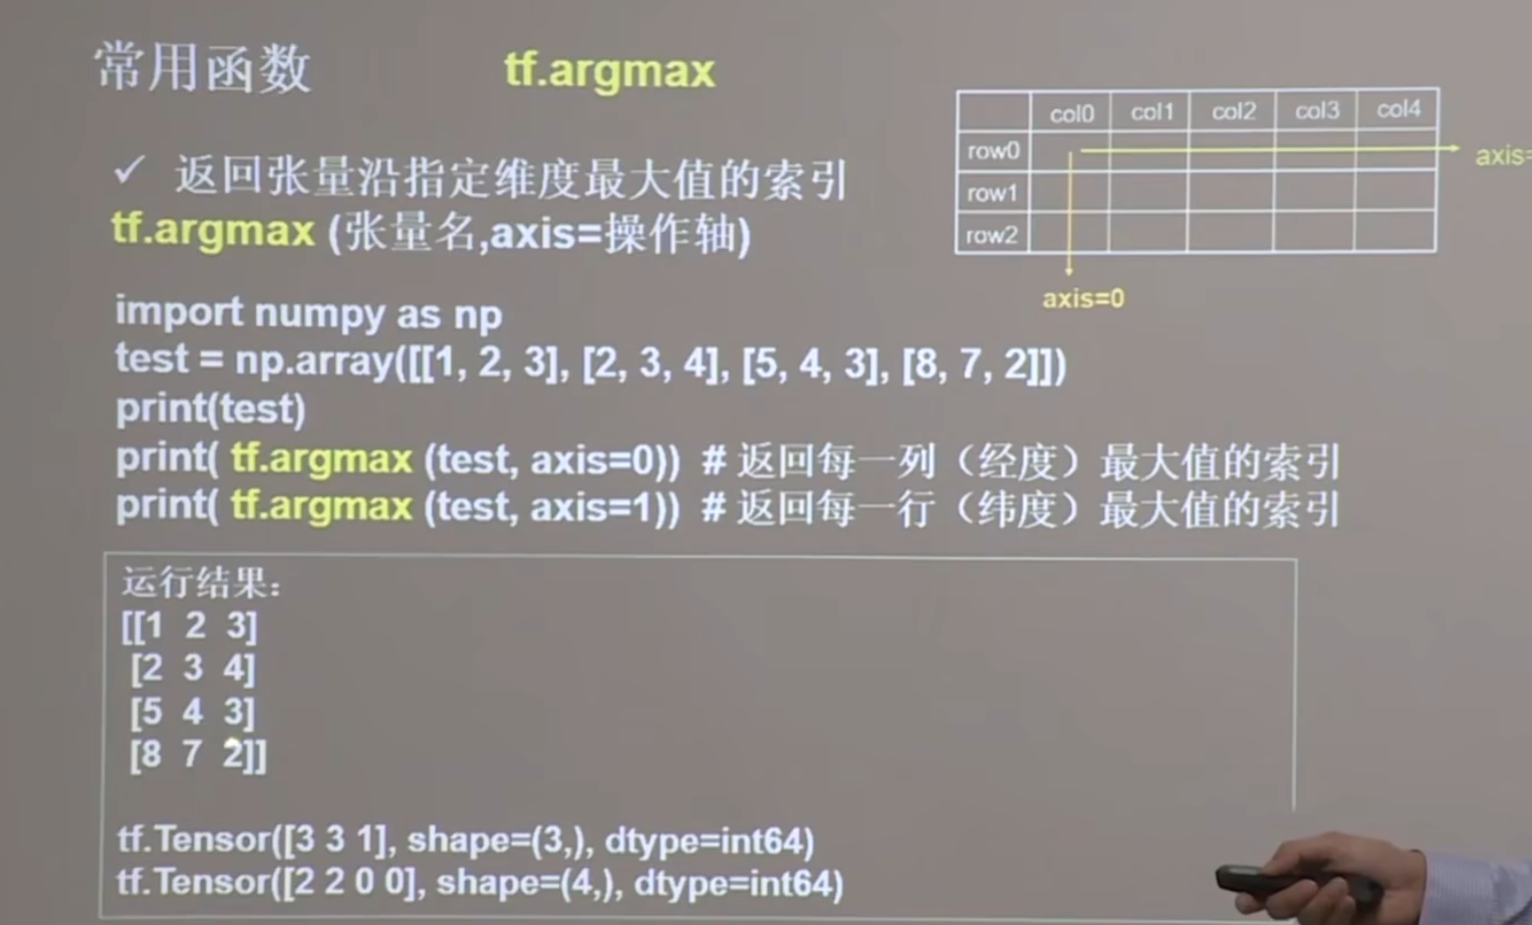 常用函数 tf.argmax
✓ 返回张量沿指定维度最大值的索引
tf.argmax (张量名,axis=操作轴)
col0 col1 col2 col3 col4
row0
axis=
row1
row2
axis=0
import numpy as np
test = np.array([[1, 2, 3], [2, 3, 4], [5, 4, 3], [8, 7, 2]])
print(test)
print( tf.argmax (test, axis=0)) # 返回每一列（经度）最大值的索引
print( tf.argmax (test, axis=1)) # 返回每一行（纬度）最大值的索引
运行结果：
[[1 2 3]
[2 3 4]
[5 4 3]
[8 7 2]]
tf.Tensor([3 3 1], shape=(3,), dtype=int64)
tf.Tensor([2 2 0 0], shape=(4,), dtype=int64)